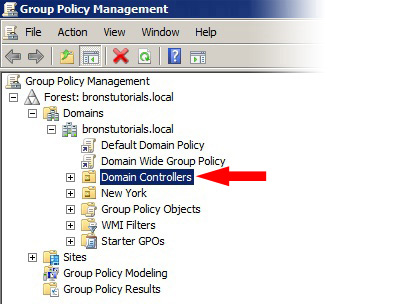 Group Policy Management
File Action View Window Help
Group Policy Management
Forest: bronstutorials.local
Domains
bronstutorials.local
Default Domain Policy
Domain Wide Group Policy
Domain Controllers
New York
Group Policy Objects
WMI Filters
Starter GPOs
Sites
Group Policy Modeling
Group Policy Results